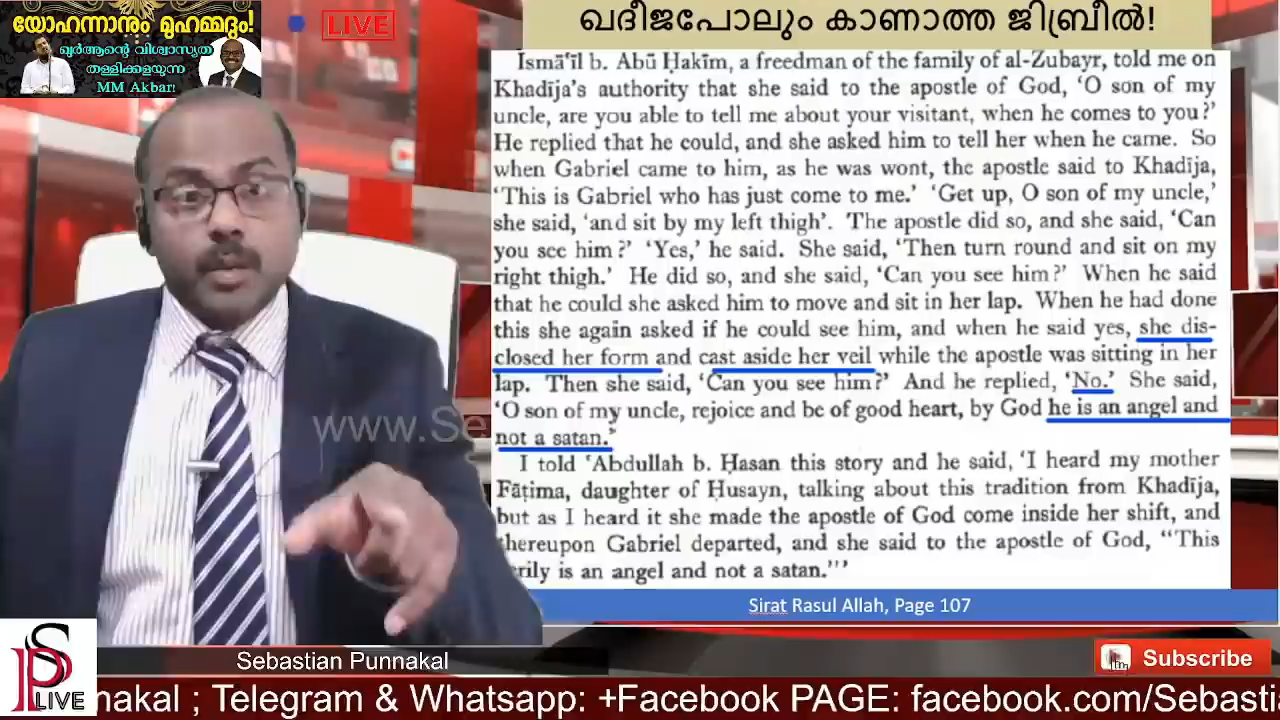 യോഹന്നാനും മുഹമ്മദും!
ഖുർആന്റെ വിശ്വാസ്യത
തള്ളിക്കളയുന്ന
MM Akbar!
LIVE
ഖദീജപോലും കാണാത്ത ജിബ്രീൽ!
Ismā'īl b. Abū Ḥakīm, a freedman of the family of al-Zubayr, told me on
Khadīja's authority that she said to the apostle of God, 'O son of my
uncle, are you able to tell me about your visitant, when he comes to you?'
He replied that he could, and she asked him to tell her when he came. So
when Gabriel came to him, as he was wont, the apostle said to Khadīja,
'This is Gabriel who has just come to me.' 'Get up, O son of my uncle,'
she said, 'and sit by my left thigh'. The apostle did so, and she said, 'Can
you see him?' 'Yes,' he said. She said, 'Then turn round and sit on my
right thigh.' He did so, and she said, 'Can you see him?' When he said
that he could she asked him to move and sit in her lap. When he had done
this she again asked if he could see him, and when he said yes, she dis-
closed her form and cast aside her veil while the apostle was sitting in her
lap. Then she said, 'Can you see him?' And he replied, 'No.' She said,
'O son of my uncle, rejoice and be of good heart, by God he is an angel and
not a satan.'
I told 'Abdullah b. Ḥasan this story and he said, 'I heard my mother
Fāṭima, daughter of Ḥusayn, talking about this tradition from Khadīja,
but as I heard it she made the apostle of God come inside her shift, and
thereupon Gabriel departed, and she said to the apostle of God, "This
rily is an angel and not a satan."'
Sirat Rasul Allah, Page 107
www.Se
SP
LIVE
Sebastian Punnakal
Subscribe
nakal ; Telegram & Whatsapp: +Facebook PAGE: facebook.com/Sebasti